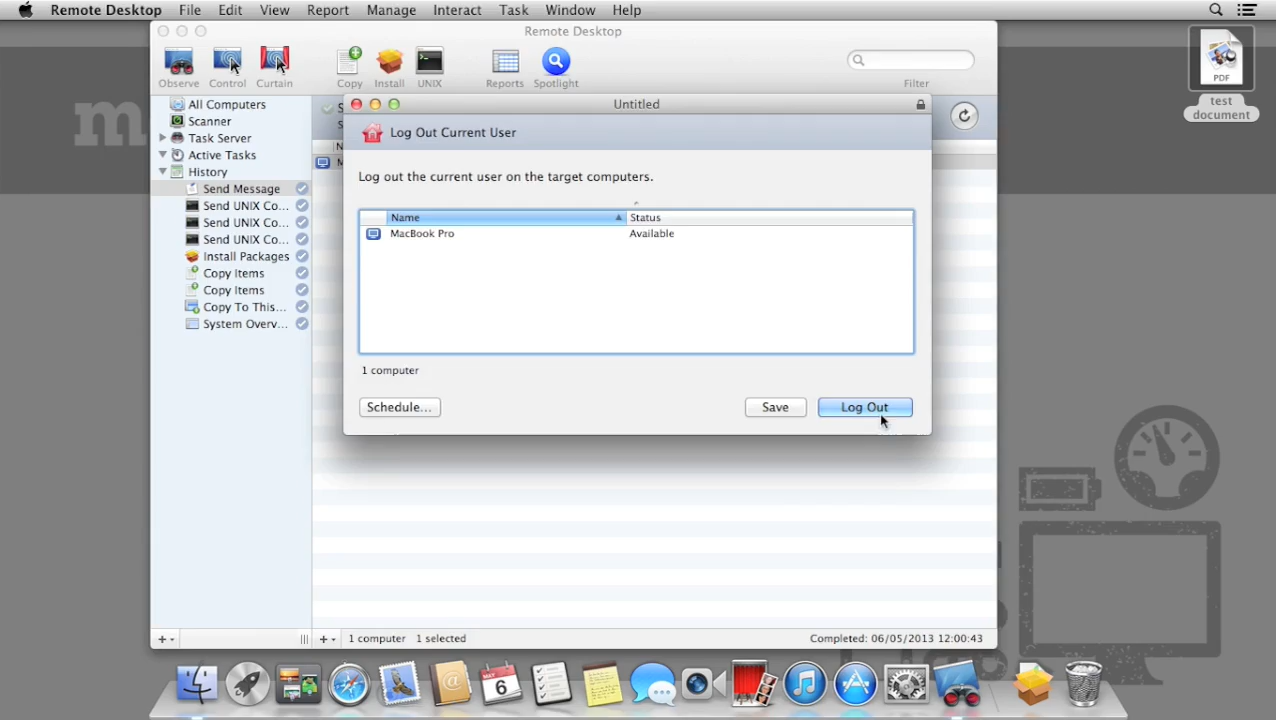 Remote Desktop File Edit View Report Manage Interact Task Window Help
Remote Desktop
Observe Control Curtain Copy Install UNIX Reports Spotlight Filter
PDF
test
document
All Computers
Scanner
Task Server
Active Tasks
History
Send Message
Send UNIX Co...
Send UNIX Co...
Send UNIX Co...
Install Packages
Copy Items
Copy Items
Copy To This...
System Overv...
Untitled
Log Out Current User
Log out the current user on the target computers.
Name Status
MacBook Pro Available
1 computer
Schedule... Save Log Out
1 computer 1 selected Completed: 06/05/2013 12:00:43
MAY
6